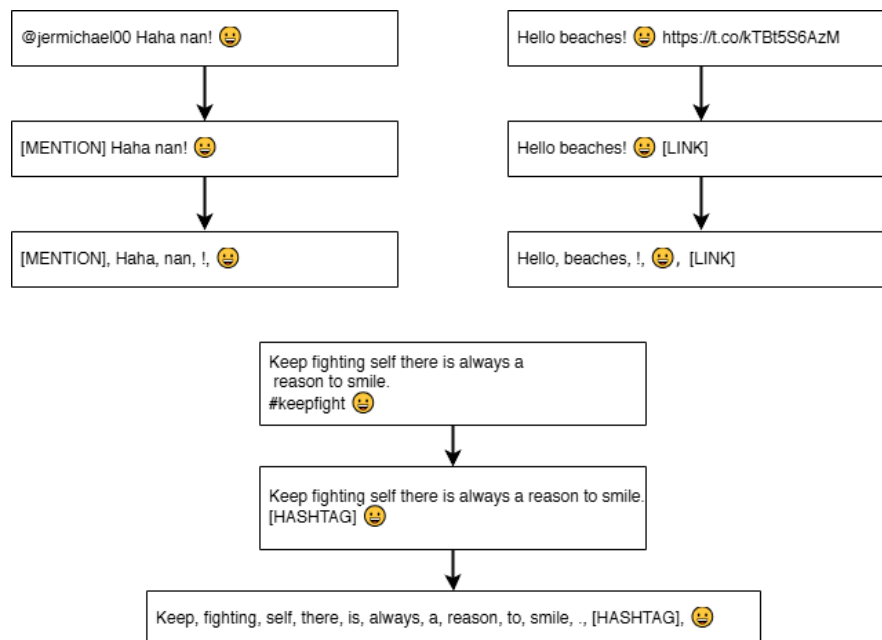 @jermichael00 Haha nan! 😀
[MENTION] Haha nan! 😀
[MENTION], Haha, nan, !, 😀
Hello beaches! 😀 https://t.co/kTBt5S6AzM
Hello beaches! 😀 [LINK]
Hello, beaches, !, 😀, [LINK]
Keep fighting self there is always a
reason to smile.
#keepfight 😀
Keep fighting self there is always a reason to smile.
[HASHTAG] 😀
Keep, fighting, self, there, is, always, a, reason, to, smile, ., [HASHTAG], 😀